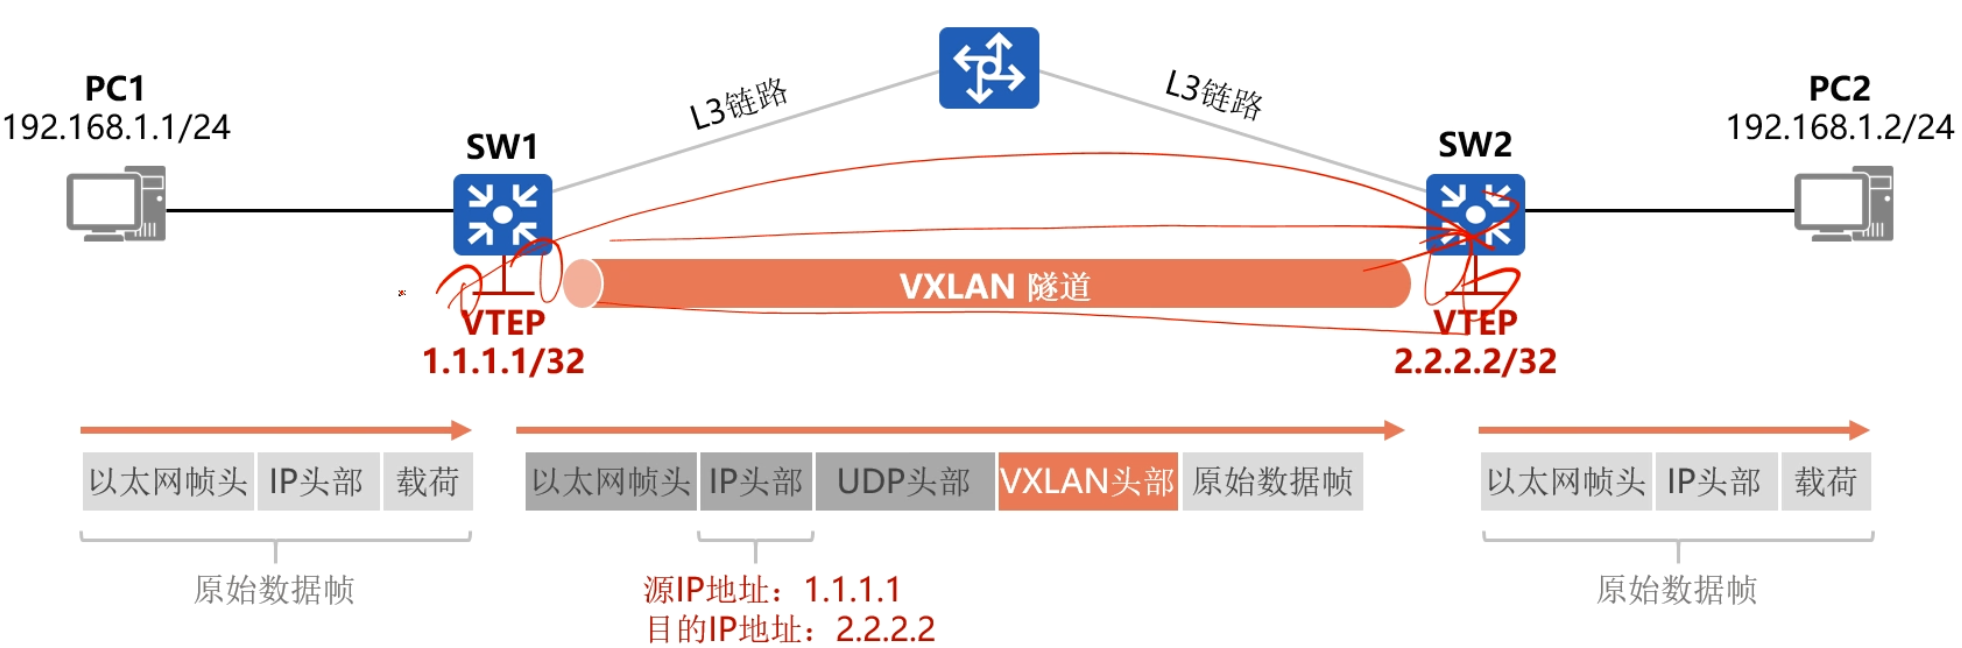 PC1
192.168.1.1/24
SW1
L3链路
L3链路
SW2
PC2
192.168.1.2/24
VXLAN 隧道
VTEP
1.1.1.1/32
VTEP
2.2.2.2/32
以太网帧头 IP头部 载荷
以太网帧头 IP头部 UDP头部 VXLAN头部 原始数据帧
以太网帧头 IP头部 载荷
原始数据帧
源IP地址：1.1.1.1
目的IP地址：2.2.2.2
原始数据帧